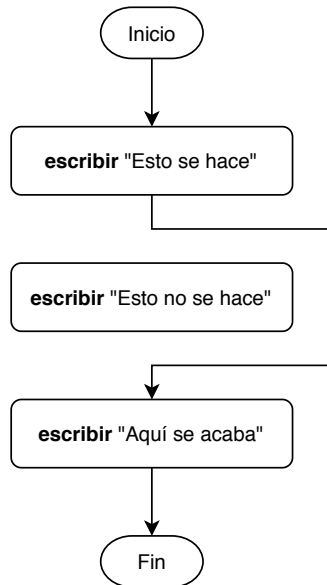 Inicio
escribir "Esto se hace"
escribir "Esto no se hace"
escribir "Aquí se acaba"
Fin